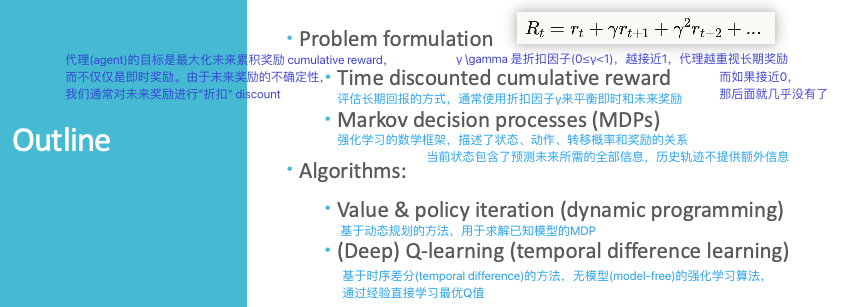 Outline
• Problem formulation
R_t = r_t + γr_{t+1} + γ²r_{t+2} + ...
代理(agent)的目标是最大化未来累积奖励 cumulative reward,
而不仅仅是即时奖励。由于未来奖励的不确定性,
我们通常对未来奖励进行"折扣" discount
γ \gamma 是折扣因子(0≤γ<1)，越接近1，代理越重视长期奖励
而如果接近0,
那后面就几乎没有了
• Time discounted cumulative reward
评估长期回报的方式，通常使用折扣因子γ来平衡即时和未来奖励
• Markov decision processes (MDPs)
强化学习的数学框架，描述了状态、动作、转移概率和奖励的关系
当前状态包含了预测未来所需的全部信息，历史轨迹不提供额外信息
• Algorithms:
• Value & policy iteration (dynamic programming)
基于动态规划的方法，用于求解已知模型的MDP
• (Deep) Q-learning (temporal difference learning)
基于时序差分(temporal difference)的方法，无模型(model-free)的强化学习算法,
通过经验直接学习最优Q值